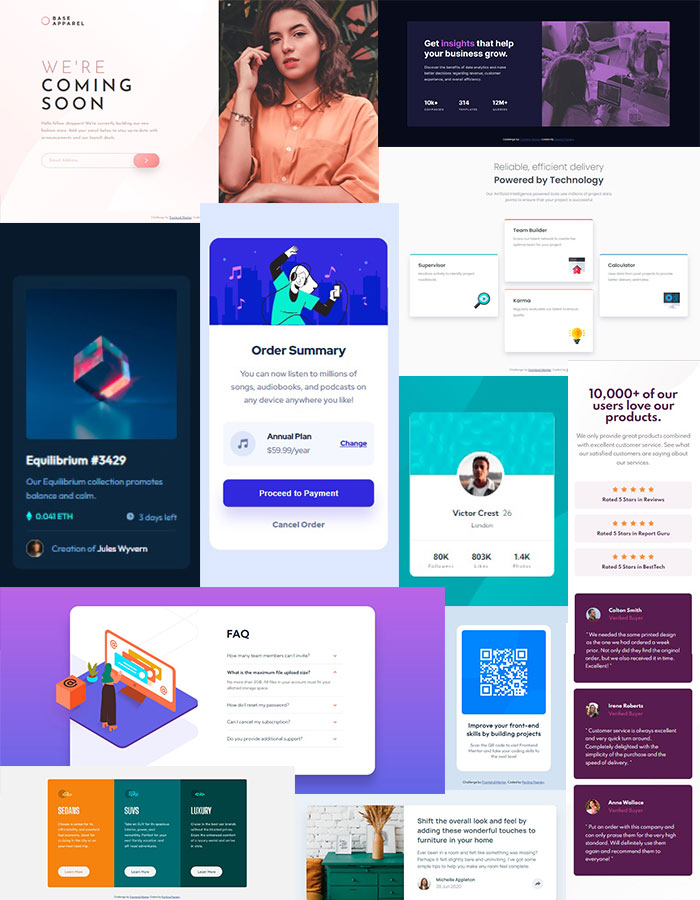 BASE
APPAREL
WE'RE
COMING
SOON
Hello fellow shoppers! We're currently building our new
fashion store. Add your email below to stay up-to-date with
announcements and our launch deals.
Email Address
Challenge by Frontend Mentor.
Get insights that help
your business grow.
Discover the benefits of data analytics and make
better decisions regarding revenue, customer
experience, and overall efficiency.
10k+
314
12M+
COMPANIES
TEMPLATES
QUERIES
Reliable, efficient delivery
Powered by Technology
Our Artificial Intelligence powered tools use millions of project data
points to ensure that your project is successful
Team Builder
Scans our talent network to create the
optimal team for your project
Supervisor
Monitors activity to identify project
roadblocks
Calculator
Uses data from past projects to provide
better delivery estimates
Karma
Regularly evaluates our talent to ensure
quality
Equilibrium #3429
Our Equilibrium collection promotes
balance and calm.
0.041 ETH
3 days left
Creation of Jules Wyvern
Order Summary
You can now listen to millions of
songs, audiobooks, and podcasts on
any device anywhere you like!
Annual Plan
$59.99/year
Change
Proceed to Payment
Cancel Order
Victor Crest 26
London
80K
803K
1.4K
Followers
Likes
Photos
10,000+ of our
users love our
products.
We only provide great products combined
with excellent customer service. See what
our satisfied customers are saying about
our services.
Rated 5 Stars in Reviews
Rated 5 Stars in Report Guru
Rated 5 Stars in BestTech
Colton Smith
Verified Buyer
" We needed the same printed design
as the one we had ordered a week
prior. Not only did they find the original
order, but we also received it in time.
Excellent! "
Irene Roberts
Verified Buyer
" Customer service is always excellent
and very quick turn around.
Completely delighted with the
simplicity of the purchase and the
speed of delivery. "
Anne Wallace
Verified Buyer
" Put an order with this company and
can only praise them for the very high
standard. Will definitely use them
again and recommend them to
everyone! "
FAQ
How many team members can I invite?
What is the maximum file upload size?
No more than 2GB. All files in your account must fit your
allotted storage space.
How do I reset my password?
Can I cancel my subscription?
Do you provide additional support?
Improve your front-end
skills by building projects
Scan the QR code to visit Frontend
Mentor and take your coding skills to
the next level
SEDANS
Choose a sedan for its
affordability and excellent
fuel economy. Ideal for
cruising in the city or on
your next road trip.
Learn More
SUVS
Take an SUV for its spacious
interior, power, and
versatility. Perfect for your
next family vacation and
off-road adventures.
Learn More
LUXURY
Cruise in the best car brands
without the bloated prices.
Enjoy the enhanced comfort
of a luxury rental and arrive
in style.
Learn More
Shift the overall look and feel by
adding these wonderful touches to
furniture in your home
Ever been in a room and felt like something was missing?
Perhaps it felt slightly bare and uninviting. I've got some
simple tips to help you make any room feel complete.
Michelle Appleton
28 Jun 2020